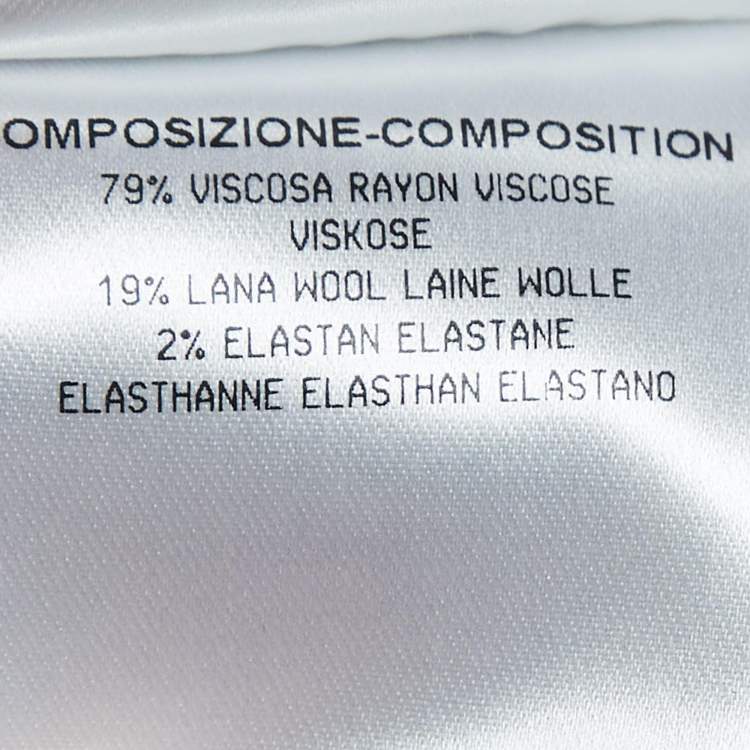 OMPOSIZIONE-COMPOSITION
79% VISCOSA RAYON VISCOSE
VISKOSE
19% LANA WOOL LAINE WOLLE
2% ELASTAN ELASTANE
ELASTHANNE ELASTHAN ELASTANO